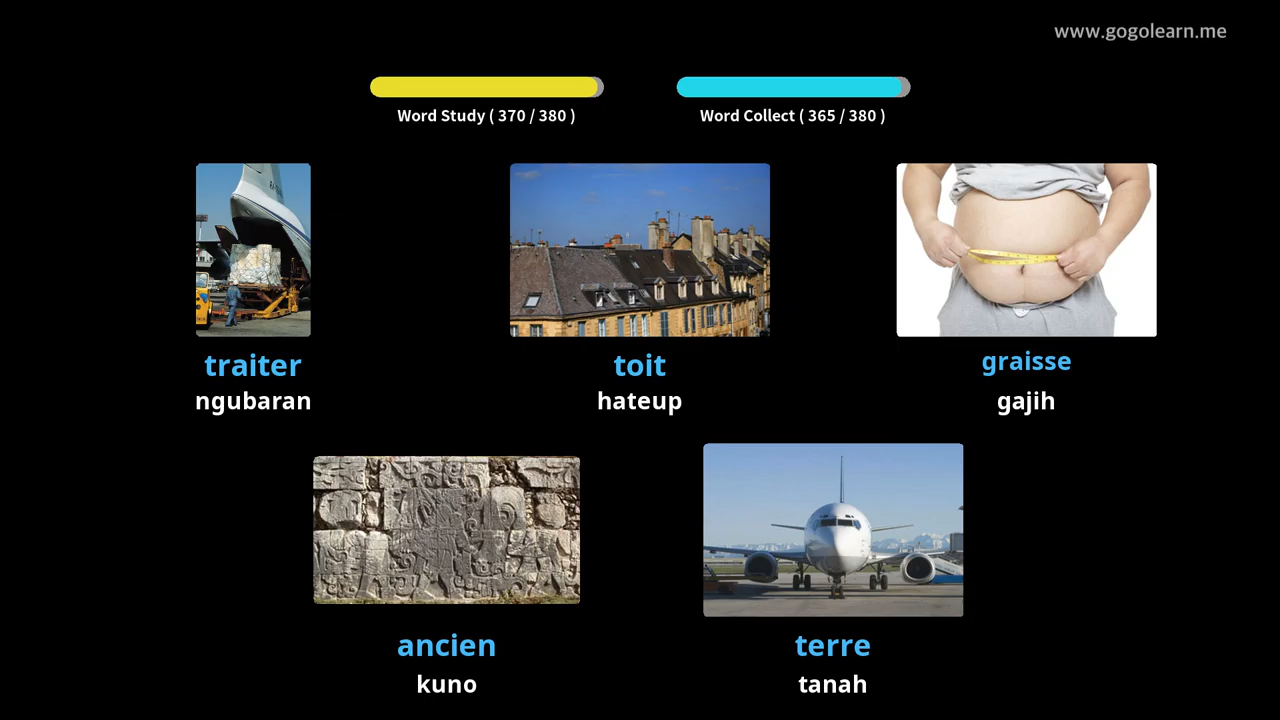 www.gogolearn.me
Word Study ( 370 / 380 )
Word Collect ( 365 / 380 )
traiter
ngubaran
toit
hateup
graisse
gajih
ancien
kuno
terre
tanah